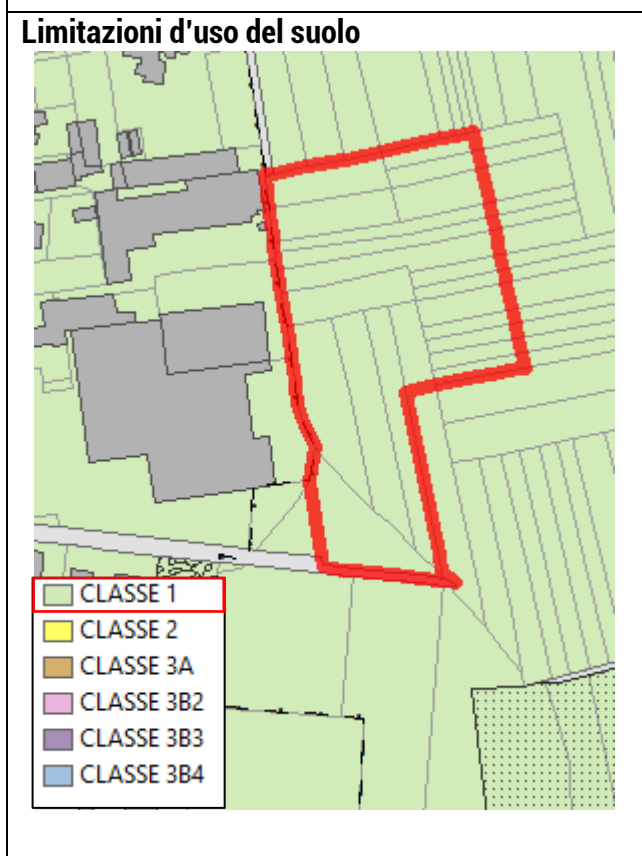 Limitazioni d'uso del suolo
CLASSE 1
CLASSE 2
CLASSE 3A
CLASSE 3B2
CLASSE 3B3
CLASSE 3B4